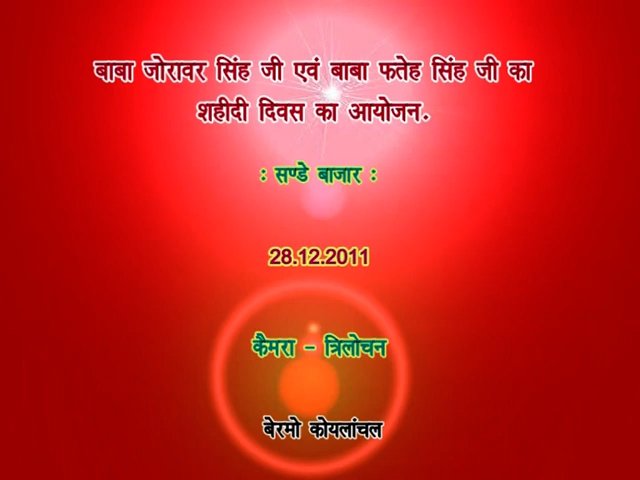 बाबा जोरावर सिंह जी एवं बाबा फतेह सिंह जी का
शहीदी दिवस का आयोजन.
: सण्डे बाजार :
28.12.2011
कैमरा - त्रिलोचन
बेरमो कोयलांचल